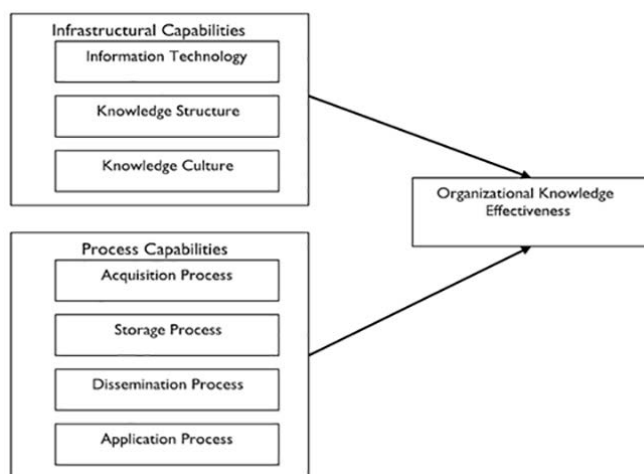 Infrastructural Capabilities
Information Technology
Knowledge Structure
Knowledge Culture
Organizational Knowledge
Effectiveness
Process Capabilities
Acquisition Process
Storage Process
Dissemination Process
Application Process